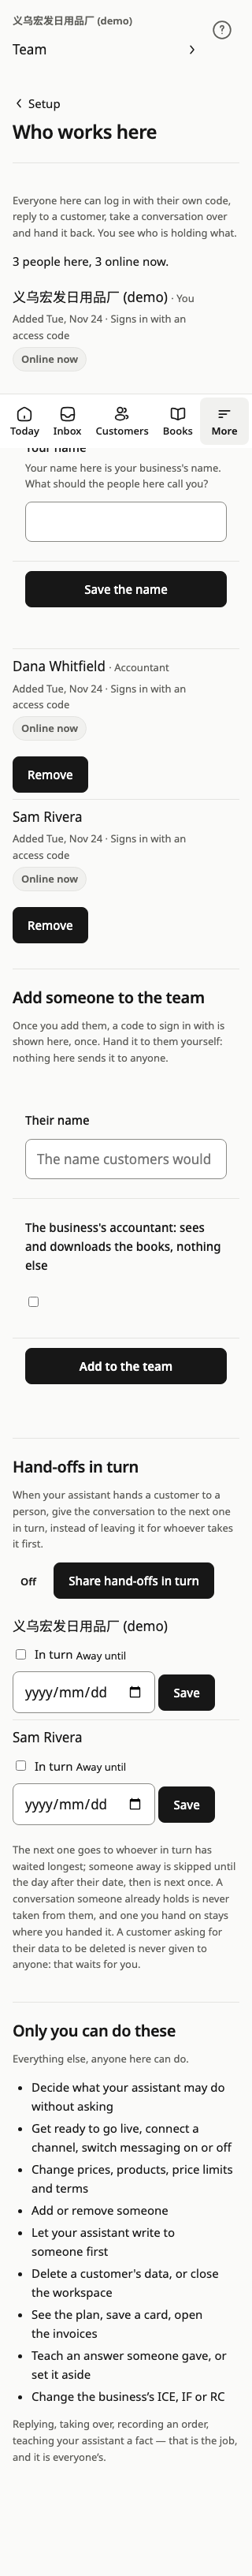 义乌宏发日用品厂 (demo)
Team
Setup
Who works here
Everyone here can log in with their own code,
reply to a customer, take a conversation over
and hand it back. You see who is holding what.
3 people here, 3 online now.
义乌宏发日用品厂 (demo) · You
Added Tue, Nov 24 · Signs in with an
access code
Online now
Today
Inbox
Customers
Books
More
Your name
Your name here is your business's name.
What should the people here call you?
Save the name
Dana Whitfield · Accountant
Added Tue, Nov 24 · Signs in with an
access code
Online now
Remove
Sam Rivera
Added Tue, Nov 24 · Signs in with an
access code
Online now
Remove
Add someone to the team
Once you add them, a code to sign in with is
shown here, once. Hand it to them yourself:
nothing here sends it to anyone.
Their name
The name customers would
The business's accountant: sees
and downloads the books, nothing
else
Add to the team
Hand-offs in turn
When your assistant hands a customer to a
person, give the conversation to the next one
in turn, instead of leaving it for whoever takes
it first.
Off
Share hand-offs in turn
义乌宏发日用品厂 (demo)
In turn Away until
yyyy/mm/dd
Save
Sam Rivera
In turn Away until
yyyy/mm/dd
Save
The next one goes to whoever in turn has
waited longest; someone away is skipped until
the day after their date, then is next once. A
conversation someone already holds is never
taken from them, and one you hand on stays
where you handed it. A customer asking for
their data to be deleted is never given to
anyone: that waits for you.
Only you can do these
Everything else, anyone here can do.
• Decide what your assistant may do
without asking
• Get ready to go live, connect a
channel, switch messaging on or off
• Change prices, products, price limits
and terms
• Add or remove someone
• Let your assistant write to
someone first
• Delete a customer's data, or close
the workspace
• See the plan, save a card, open
the invoices
• Teach an answer someone gave, or
set it aside
• Change the business's ICE, IF or RC
Replying, taking over, recording an order,
teaching your assistant a fact — that is the job,
and it is everyone's.